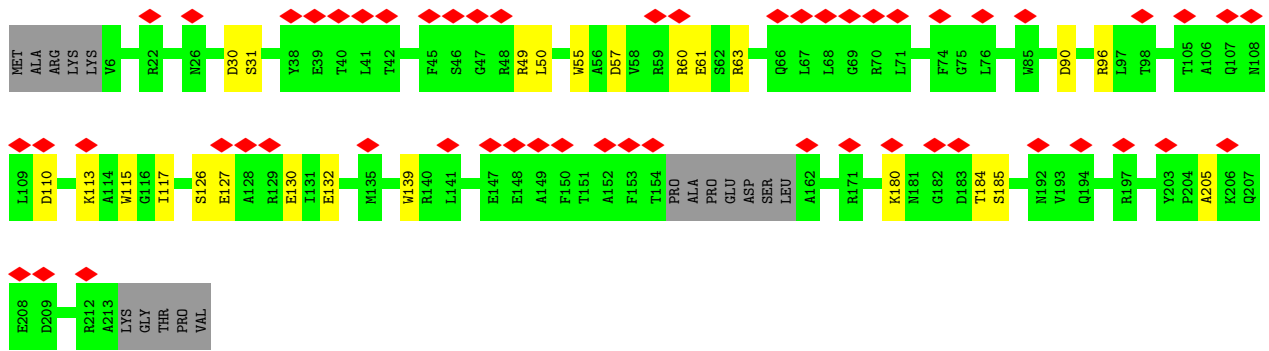 MET ALA ARG LYS LYS V6 R22 N26 D30 S31 Y38 E39 T40 L41 T42 F45 S46 G47 R48 R49 L50 W55 A56 D57 V58 R59 R60 E61 S62 R63 Q66 L67 L68 G69 R70 L71 F74 G75 L76 W85 D90 R96 L97 T98 T105 A106 Q107 N108
L109 D110 K113 A114 W115 G116 I117 S126 E127 A128 R129 E130 I131 E132 M135 W139 R140 L141 E147 E148 A149 F150 T151 A152 F153 T154 PRO ALA PRO GLU ASP SER LEU A162 R171 K180 N181 G182 D183 T184 S185 N192 V193 Q194 R197 Y203 P204 A205 K206 Q207
E208 D209 R212 A213 LYS GLY THR PRO VAL